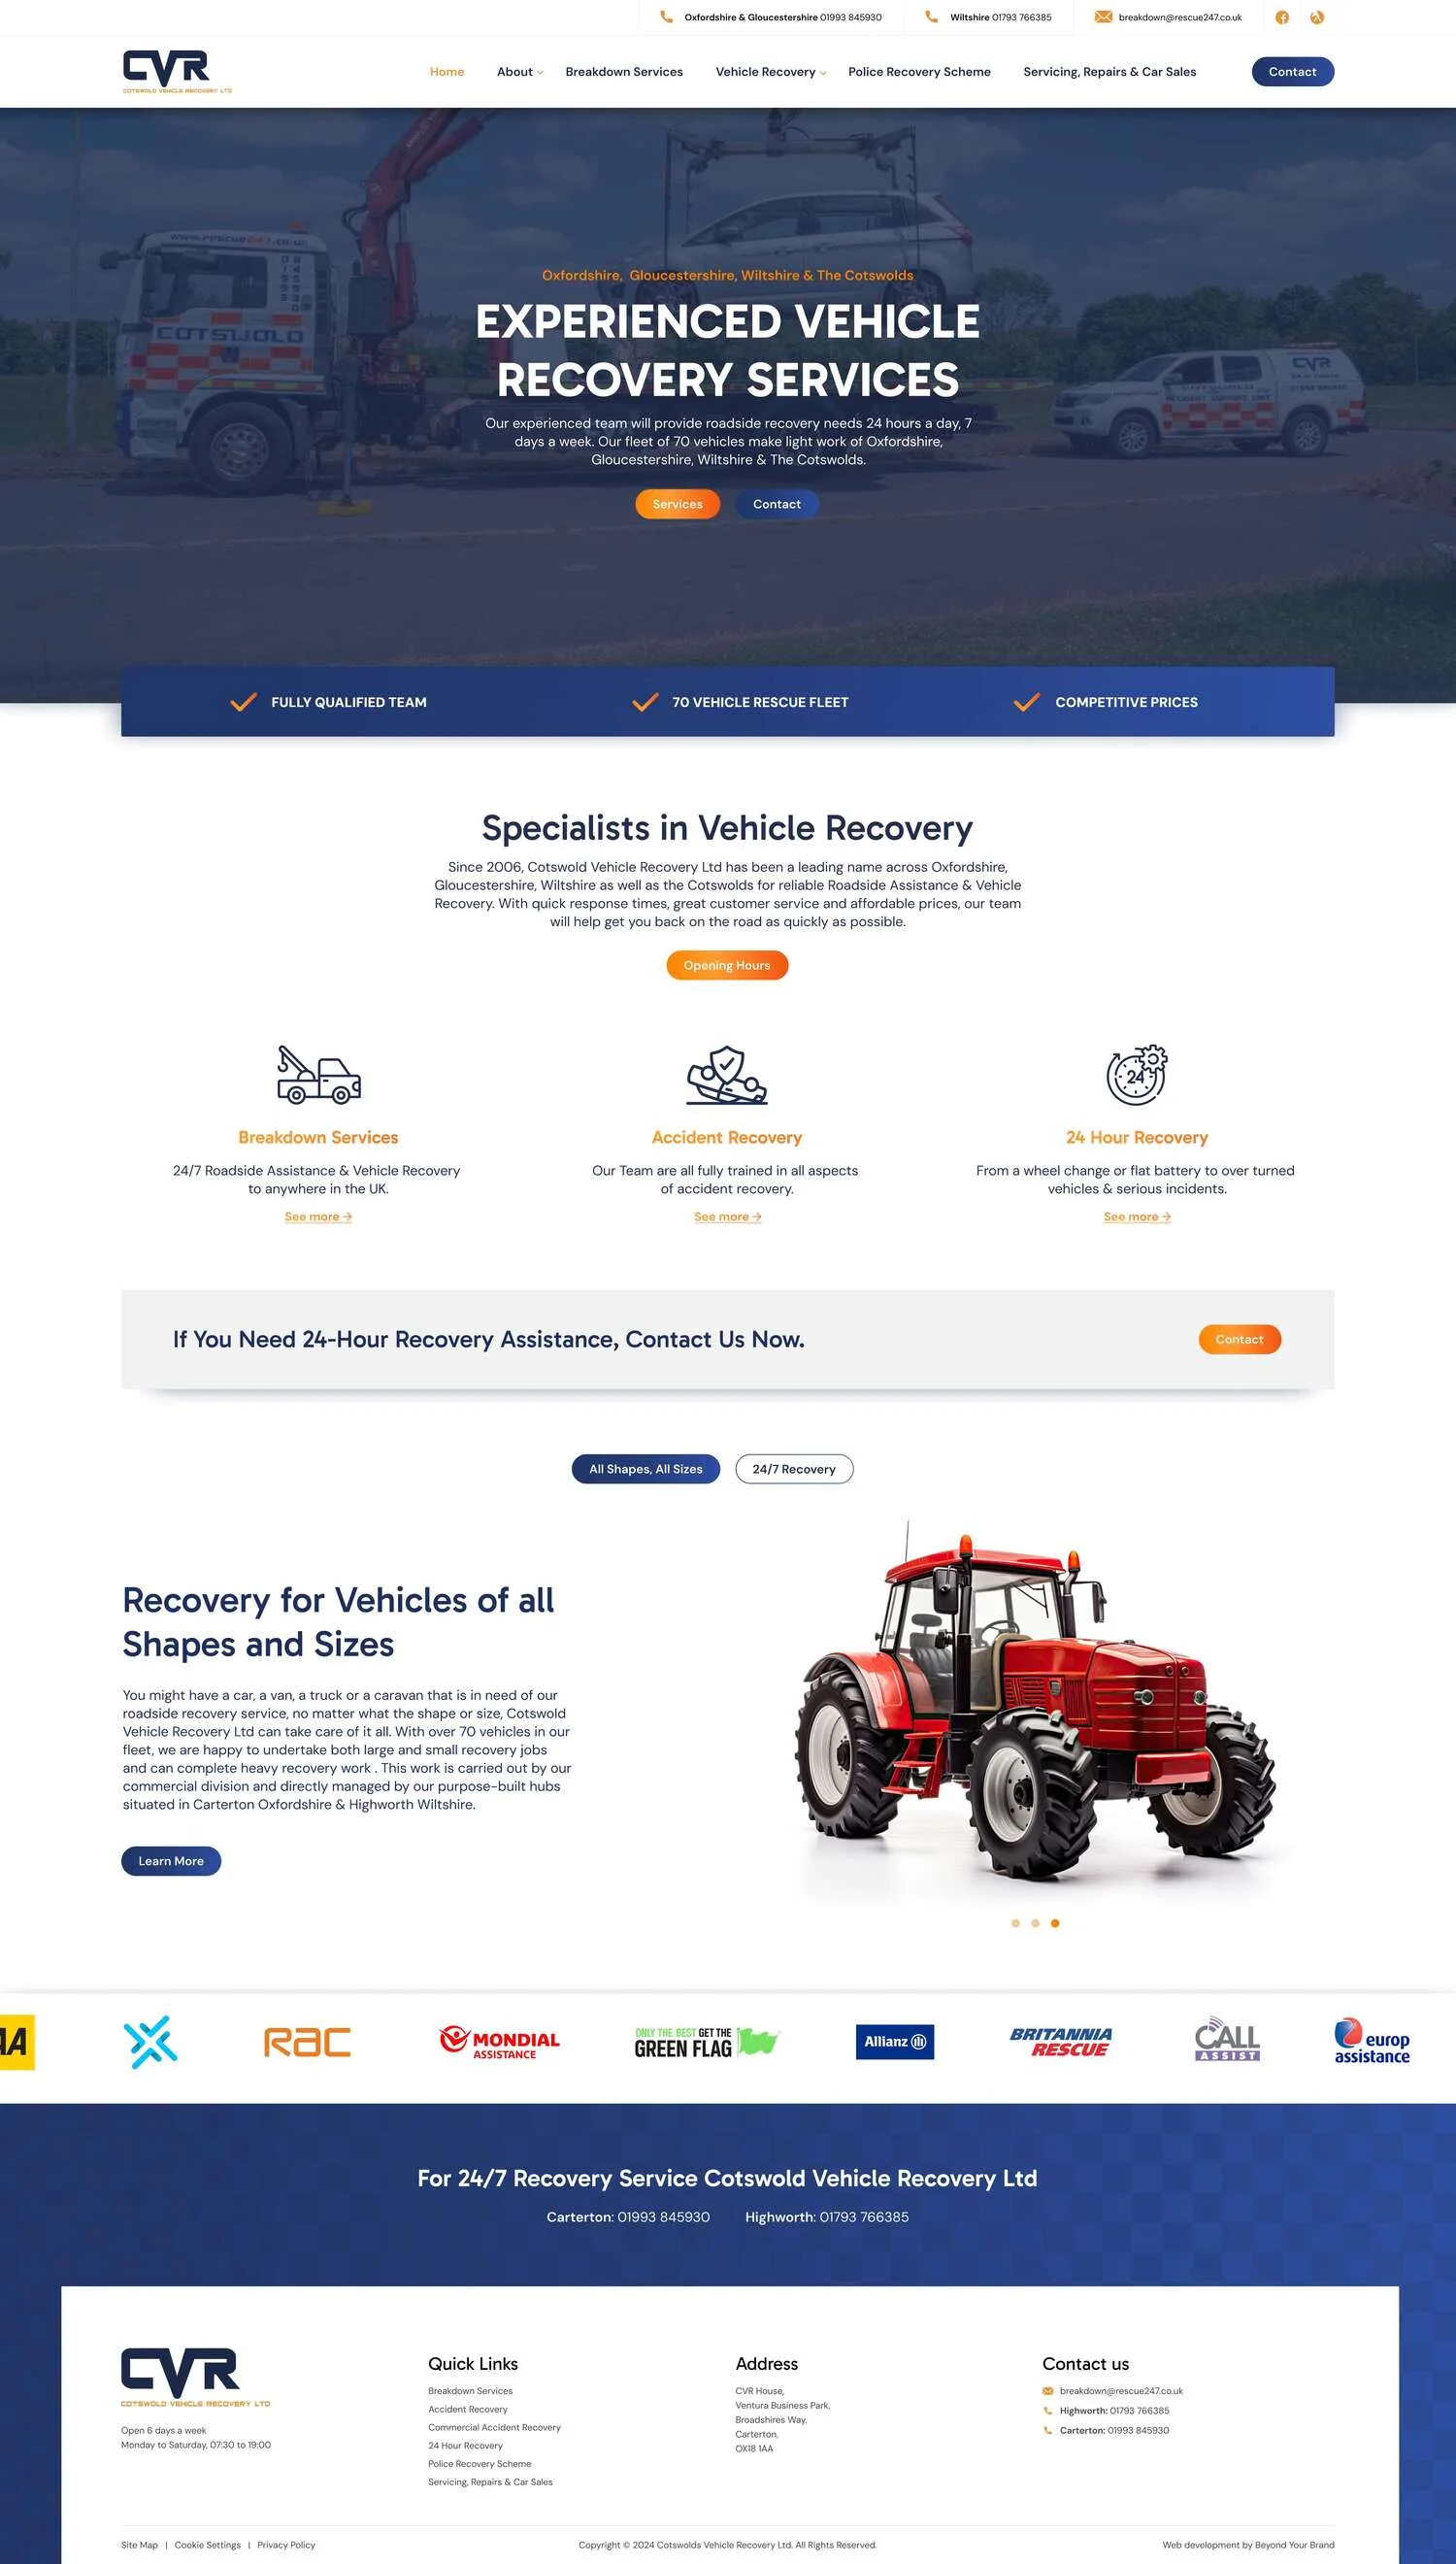 Oxfordshire & Gloucestershire 01993 845930
Wiltshire 01793 766385
breakdown@rescue247.co.uk
CVR
COTSWOLD VEHICLE RECOVERY LTD
Home
About
Breakdown Services
Vehicle Recovery
Police Recovery Scheme
Servicing, Repairs & Car Sales
Contact
www.rescue247.co.uk
COTSWOLD
CVR
Oxfordshire, Gloucestershire, Wiltshire & The Cotswolds
EXPERIENCED VEHICLE
RECOVERY SERVICES
Our experienced team will provide roadside recovery needs 24 hours a day, 7
days a week. Our fleet of 70 vehicles make light work of Oxfordshire,
Gloucestershire, Wiltshire & The Cotswolds.
Services
Contact
FULLY QUALIFIED TEAM
70 VEHICLE RESCUE FLEET
COMPETITIVE PRICES
Specialists in Vehicle Recovery
Since 2006, Cotswold Vehicle Recovery Ltd has been a leading name across Oxfordshire,
Gloucestershire, Wiltshire as well as the Cotswolds for reliable Roadside Assistance & Vehicle
Recovery. With quick response times, great customer service and affordable prices, our team
will help get you back on the road as quickly as possible.
Opening Hours
24
Breakdown Services
24/7 Roadside Assistance & Vehicle Recovery
to anywhere in the UK.
See more →
Accident Recovery
Our Team are all fully trained in all aspects
of accident recovery.
See more →
24 Hour Recovery
From a wheel change or flat battery to over turned
vehicles & serious incidents.
See more →
If You Need 24-Hour Recovery Assistance, Contact Us Now.
Contact
All Shapes, All Sizes
24/7 Recovery
Recovery for Vehicles of all
Shapes and Sizes
You might have a car, a van, a truck or a caravan that is in need of our
roadside recovery service, no matter what the shape or size, Cotswold
Vehicle Recovery Ltd can take care of it all. With over 70 vehicles in our
fleet, we are happy to undertake both large and small recovery jobs
and can complete heavy recovery work . This work is carried out by our
commercial division and directly managed by our purpose-built hubs
situated in Carterton Oxfordshire & Highworth Wiltshire.
Learn More
AA
RAC
MONDIAL
ASSISTANCE
ONLY THE BEST GET THE
GREEN FLAG
Allianz
BRITANNIA
RESCUE
CALL
ASSIST
europ
assistance
For 24/7 Recovery Service Cotswold Vehicle Recovery Ltd
Carterton: 01993 845930
Highworth: 01793 766385
CVR
COTSWOLD VEHICLE RECOVERY LTD
Open 6 days a week
Monday to Saturday, 07:30 to 19:00
Quick Links
Breakdown Services
Accident Recovery
Commercial Accident Recovery
24 Hour Recovery
Police Recovery Scheme
Servicing, Repairs & Car Sales
Address
CVR House,
Ventura Business Park,
Broadshires Way,
Carterton,
OX18 1AA
Contact us
breakdown@rescue247.co.uk
Highworth: 01793 766385
Carterton: 01993 845930
Site Map | Cookie Settings | Privacy Policy
Copyright © 2024 Cotswolds Vehicle Recovery Ltd. All Rights Reserved.
Web development by Beyond Your Brand